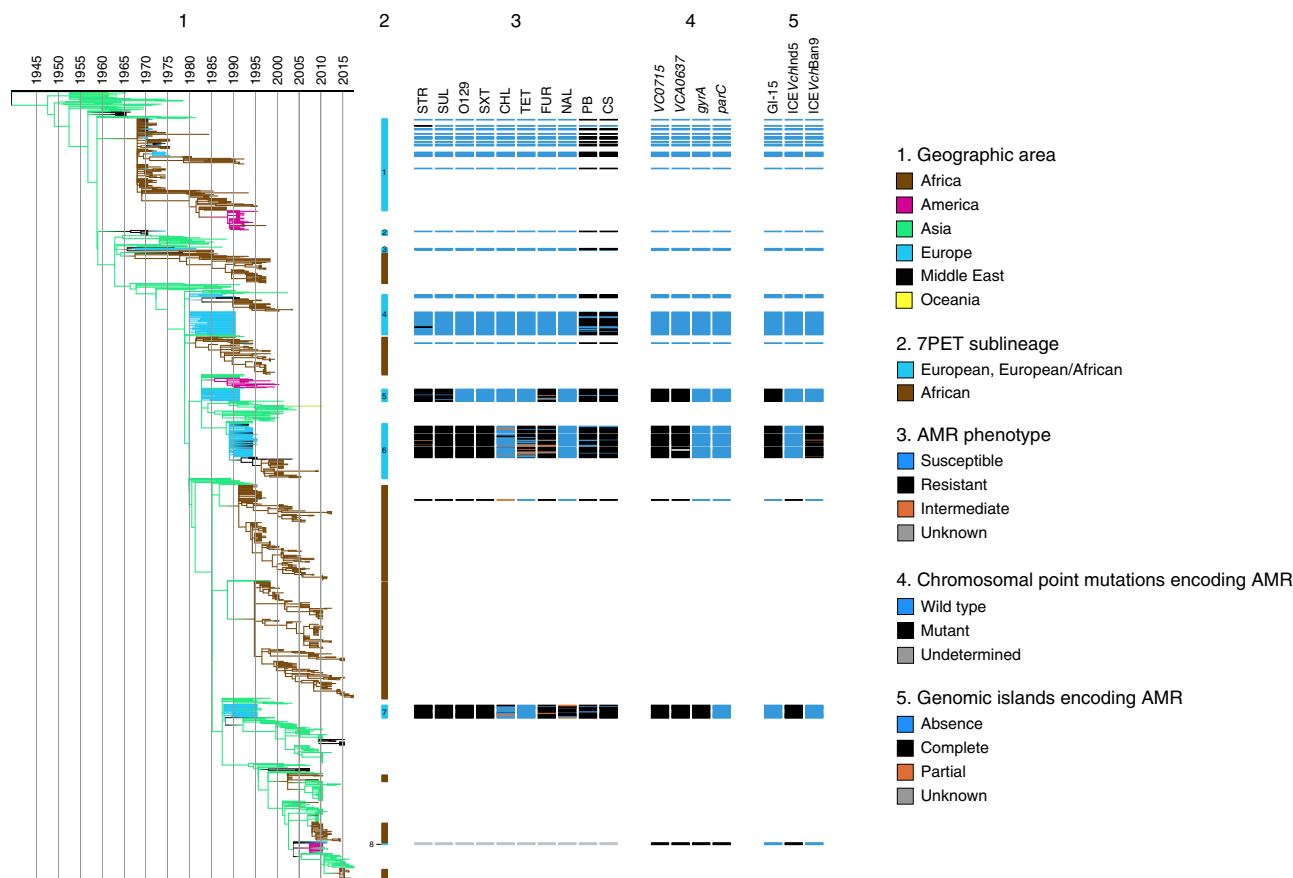 1
2
3
4
5
1945
1950
1955
1960
1965
1970
1975
1980
1985
1990
1995
2000
2005
2010
2015
STR
SUL
O129
SXT
CHL
TET
FUR
NAL
PB
CS
VC0715
VCA0637
gyrA
parC
GI-15
ICEVchInd5
ICEVchBan9
1
2
3
4
5
6
7
8
1. Geographic area
Africa
America
Asia
Europe
Middle East
Oceania
2. 7PET sublineage
European, European/African
African
3. AMR phenotype
Susceptible
Resistant
Intermediate
Unknown
4. Chromosomal point mutations encoding AMR
Wild type
Mutant
Undetermined
5. Genomic islands encoding AMR
Absence
Complete
Partial
Unknown